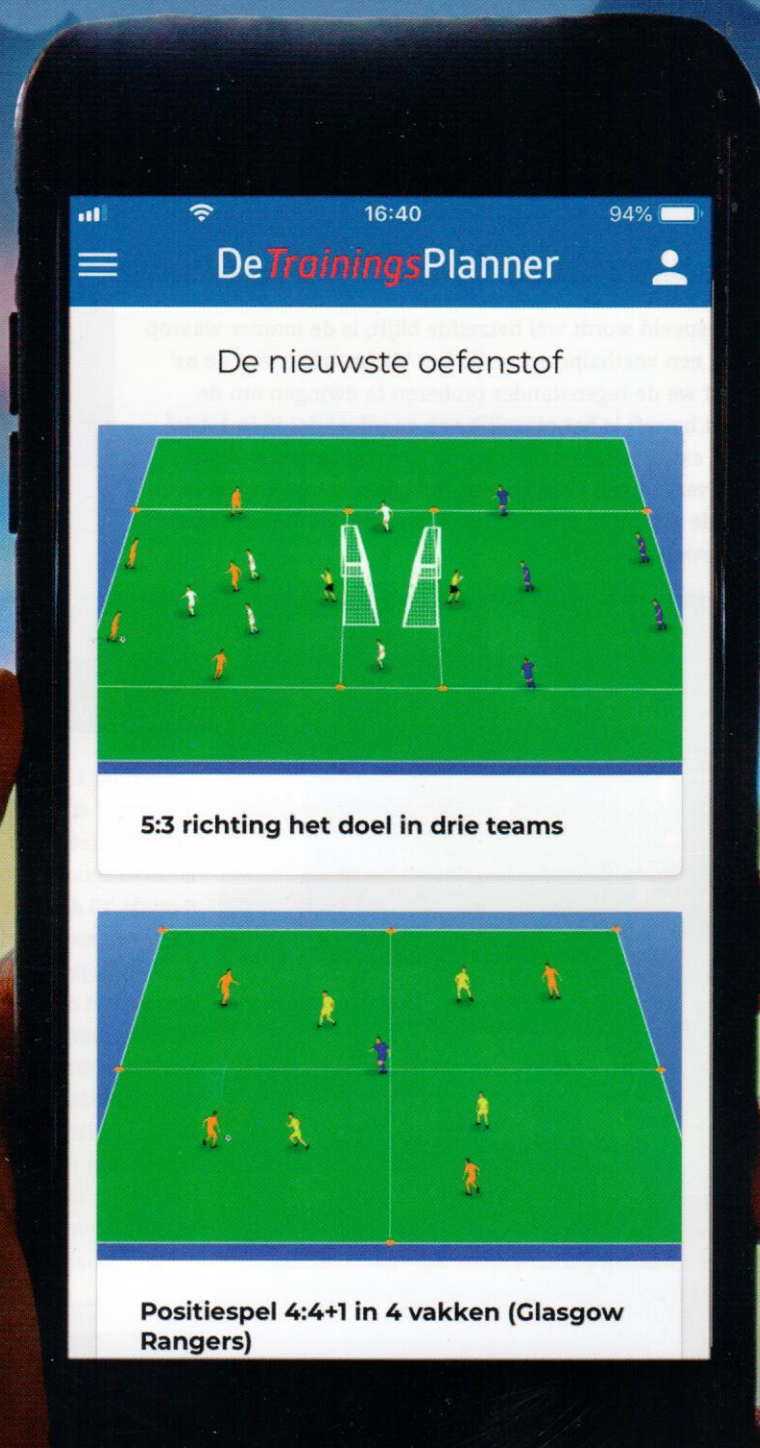 16:40
94%
DeTrainingsPlanner
De nieuwste oefenstof
5:3 richting het doel in drie teams
Positiespel 4:4+1 in 4 vakken (Glasgow
Rangers)